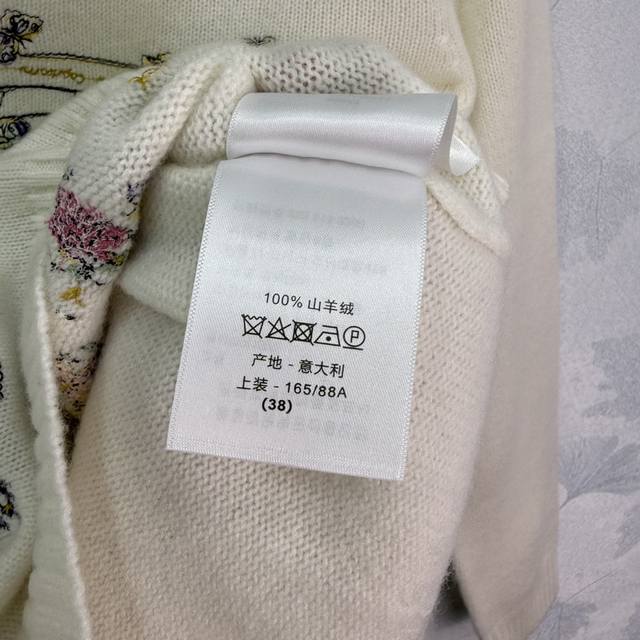 100% 山羊绒
产地 - 意大利
上装 - 165/88A
(38)